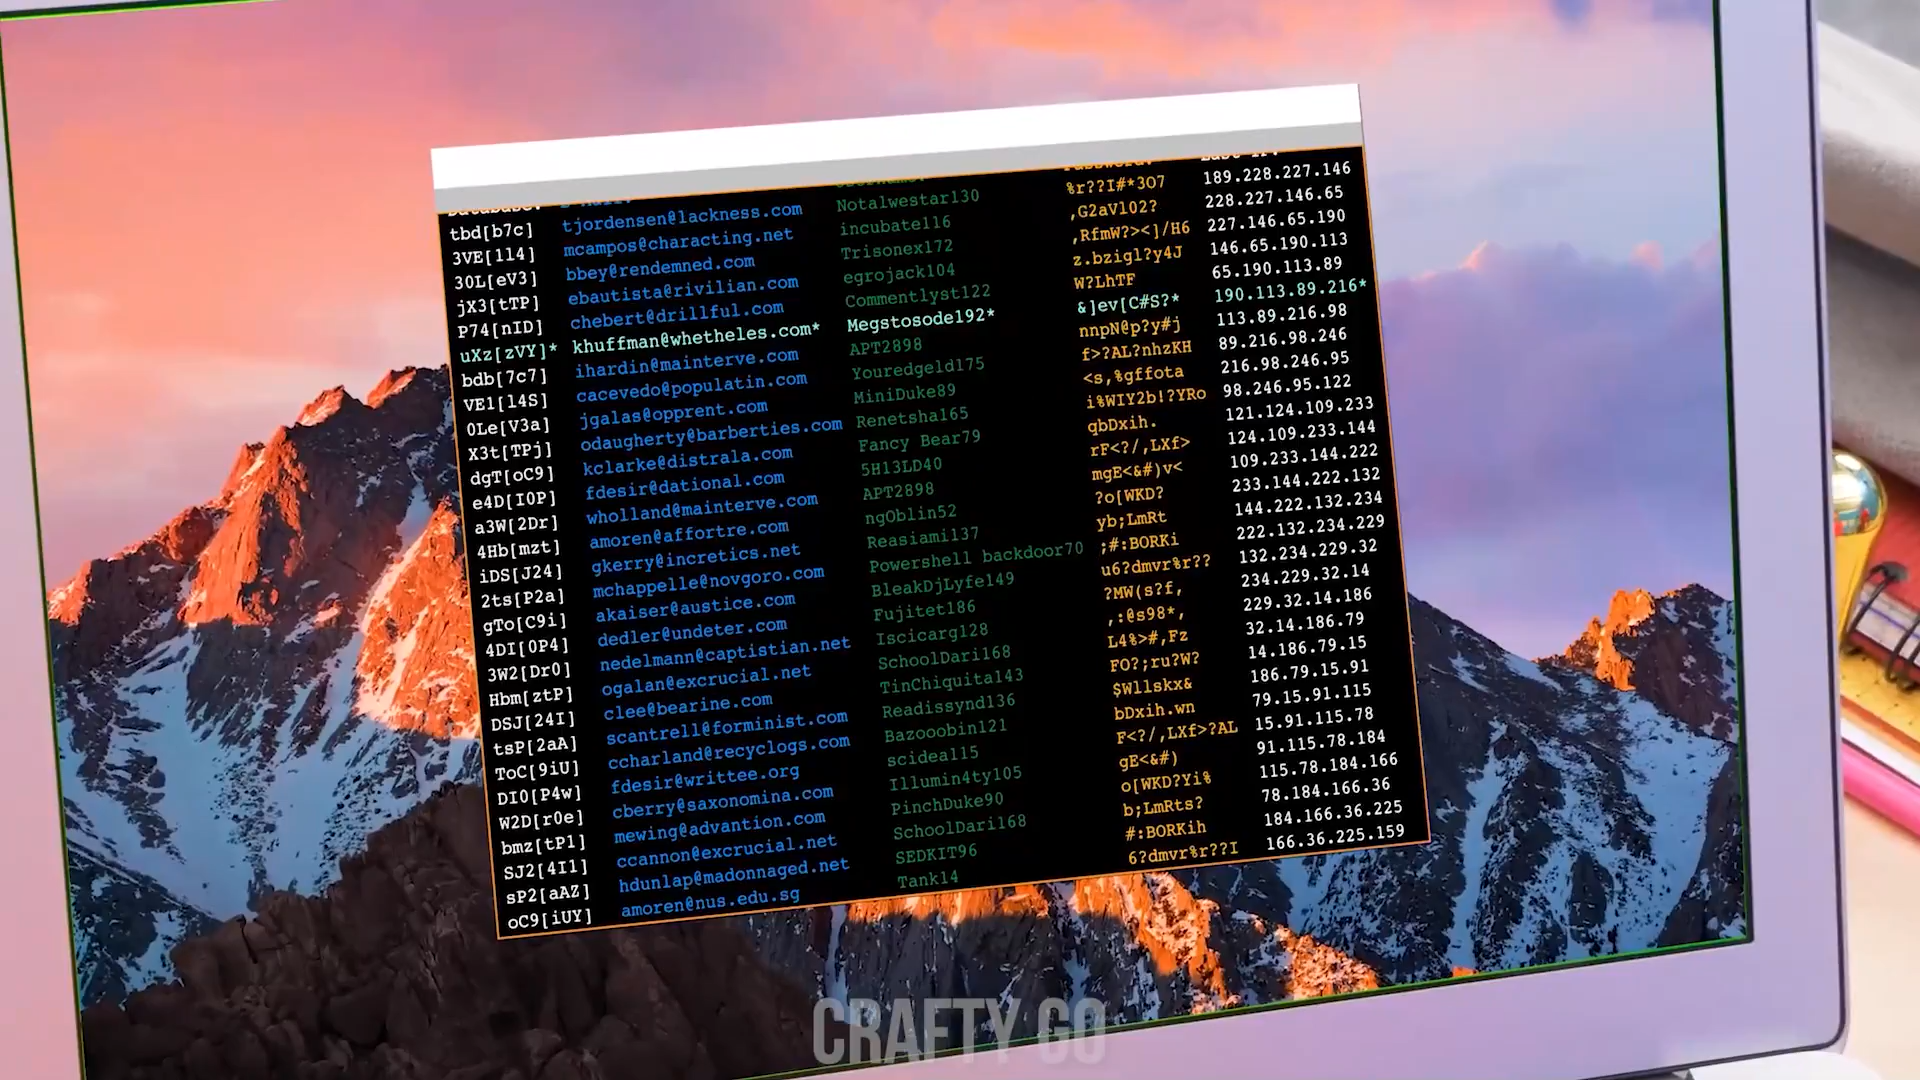 tbd[b7c] tjordensen@lackness.com Notalwestar130 %r??I#*3O7 189.228.227.146
3VE[1l4] mcampos@characting.net incubate116 ,G2aVl02? 228.227.146.65
30L[eV3] bbey@rendemned.com Trisonex172 ,RfmW?><]/H6 227.146.65.190
jX3[tTP] ebautista@rivilian.com egrojack104 z.bzigl?y4J 146.65.190.113
P74[nID] chebert@drillful.com Commentlyst122 W?LhTF 65.190.113.89
uXz[zVY]* khuffman@whetheles.com* Megstosode192* &]ev[C#S?* 190.113.89.216*
bdb[7c7] ihardin@mainterve.com APT2898 nnpN@p?y#j 113.89.216.98
VE1[l4S] cacevedo@populatin.com Youredgeld175 f>?AL?nhzKH 89.216.98.246
0Le[V3a] jgalas@opprent.com MiniDuke89 <s,%gffota 216.98.246.95
X3t[TPj] odaugherty@barberties.com Renetsha165 i%WIY2b!?YRo 98.246.95.122
dgT[oC9] kclarke@distrala.com Fancy Bear79 qbDxih. 121.124.109.233
e4D[I0P] fdesir@dational.com 5H13LD40 rF<?/,LXf> 124.109.233.144
a3W[2Dr] wholland@mainterve.com APT2898 mgE<&#)v< 109.233.144.222
4Hb[mzt] amoren@affortre.com ngOblin52 ?o[WKD? 233.144.222.132
iDS[J24] gkerry@incretics.net Reasiami137 yb;LmRt 144.222.132.234
2ts[P2a] mchappelle@novgoro.com Powershell backdoor70 ;#:BORKi 222.132.234.229
gTo[C9i] akaiser@austice.com BleakDjLyfe149 u6?dmvr%r?? 132.234.229.32
4DI[0P4] dedler@undeter.com Fujitet186 ?MW(s?f, 234.229.32.14
3W2[Dr0] nedelmann@captistian.net Iscicarg128 ,:@s98*, 229.32.14.186
Hbm[ztP] ogalan@excrucial.net SchoolDari168 L4%>#,Fz 32.14.186.79
DSJ[24I] clee@bearine.com TinChiquita143 FO?;ru?W? 14.186.79.15
tsP[2aA] scantrell@forminist.com Readissynd136 $Wllskx& 186.79.15.91
ToC[9iU] ccharland@recyclogs.com Bazooobin121 bDxih.wn 79.15.91.115
DI0[P4w] fdesir@writtee.org scideal15 F<?/,LXf>?AL 15.91.115.78
W2D[r0e] cberry@saxonomina.com Illumin4ty105 gE<&#) 91.115.78.184
bmz[tP1] mewing@advantion.com PinchDuke90 o[WKD?Yi% 115.78.184.166
SJ2[4I1] ccannon@excrucial.net SchoolDari168 b;LmRts? 78.184.166.36
sP2[aAZ] hdunlap@madonnaged.net SEDKIT96 #:BORKih 184.166.36.225
oC9[iUY] amoren@nus.edu.sg Tank14 6?dmvr%r??I 166.36.225.159
CRAFTY GO